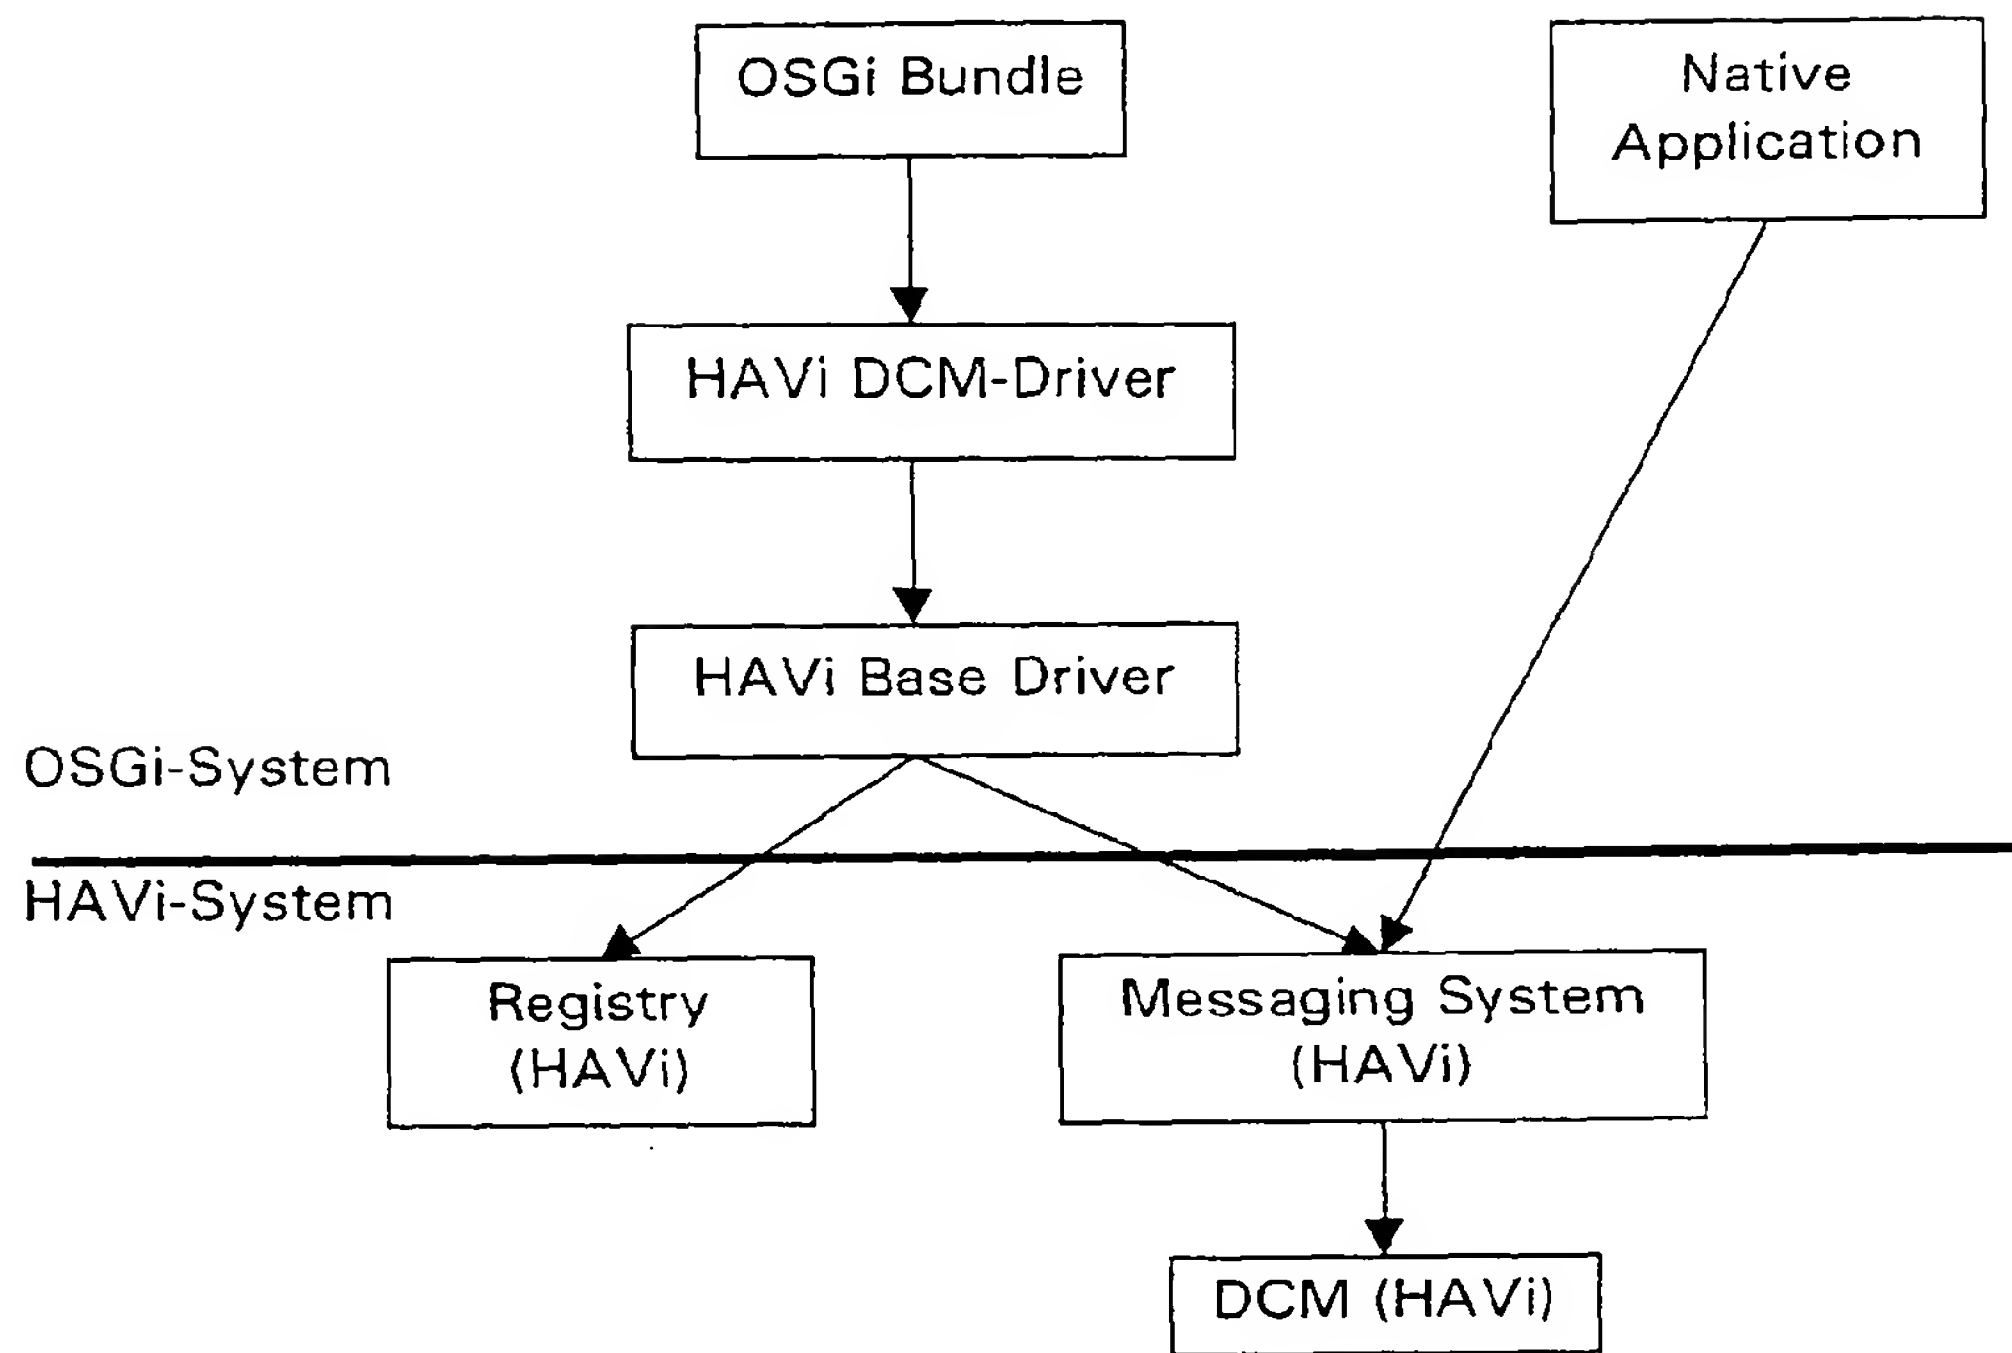 OSGi Bundle
Native
Application
HAVi DCM-Driver
HAVi Base Driver
OSGi-System
HAVi-System
Registry
(HAVi)
Messaging System
(HAVi)
DCM (HAVi)